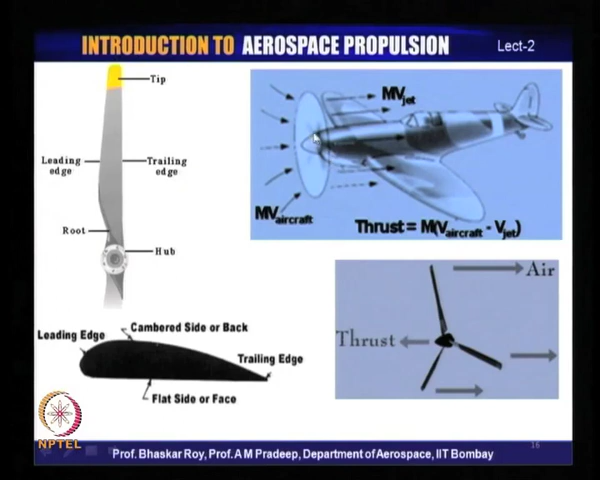 INTRODUCTION TO AEROSPACE PROPULSION
Lect-2
Tip
Leading edge
Trailing edge
Root
Hub
MVjet
MVaircraft
Thrust = M(Vaircraft - Vjet)
Cambered Side or Back
Leading Edge
Trailing Edge
Flat Side or Face
Air
Thrust
NPTEL
16
Prof. Bhaskar Roy, Prof. A M Pradeep, Department of Aerospace, IIT Bombay